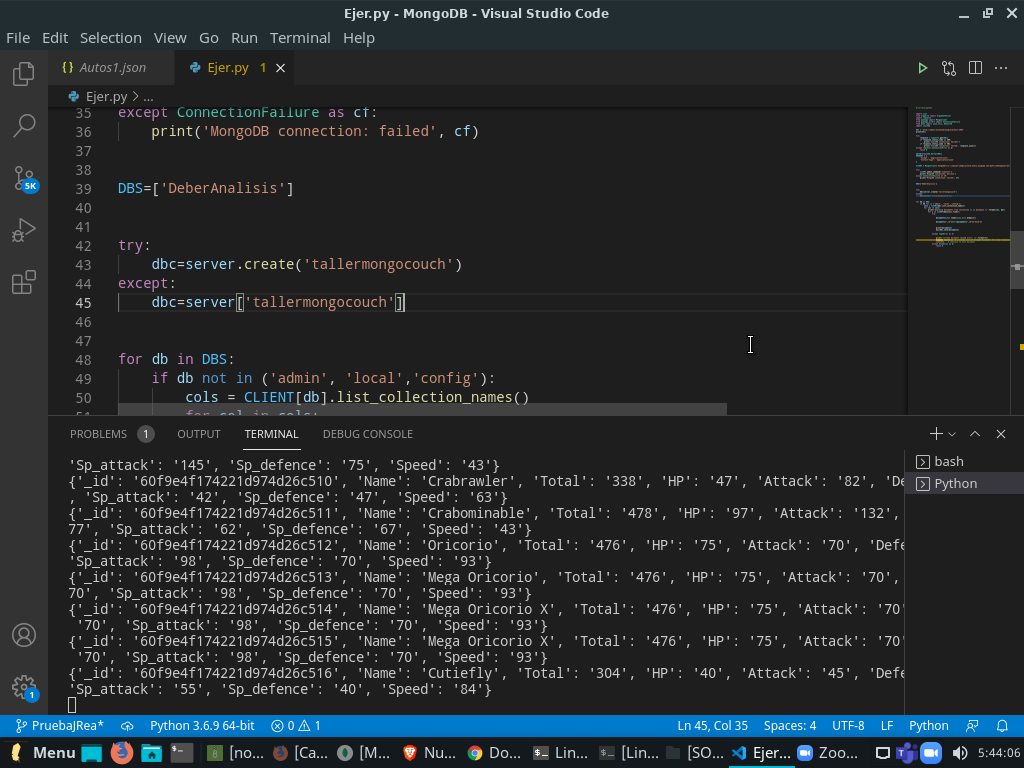 Ejer.py - MongoDB - Visual Studio Code
File Edit Selection View Go Run Terminal Help
{} Autos1.json Ejer.py 1
Ejer.py > ...
35 except ConnectionFailure as cf:
36 print('MongoDB connection: failed', cf)
37
38
39 DBS=['DeberAnalisis']
40
41
42 try:
43 dbc=server.create('tallermongocouch')
44 except:
45 dbc=server['tallermongocouch']
46
47
48 for db in DBS:
49 if db not in ('admin', 'local','config'):
50 cols = CLIENT[db].list_collection_names()
51 for col in cols:
5K
PROBLEMS 1 OUTPUT TERMINAL DEBUG CONSOLE
bash
Python
'Sp_attack': '145', 'Sp_defence': '75', 'Speed': '43'}
{'_id': '60f9e4f174221d974d26c510', 'Name': 'Crabrawler', 'Total': '338', 'HP': '47', 'Attack': '82', 'De
, 'Sp_attack': '42', 'Sp_defence': '47', 'Speed': '63'}
{'_id': '60f9e4f174221d974d26c511', 'Name': 'Crabominable', 'Total': '478', 'HP': '97', 'Attack': '132',
77', 'Sp_attack': '62', 'Sp_defence': '67', 'Speed': '43'}
{'_id': '60f9e4f174221d974d26c512', 'Name': 'Oricorio', 'Total': '476', 'HP': '75', 'Attack': '70', 'Defe
'Sp_attack': '98', 'Sp_defence': '70', 'Speed': '93'}
{'_id': '60f9e4f174221d974d26c513', 'Name': 'Mega Oricorio', 'Total': '476', 'HP': '75', 'Attack': '70',
70', 'Sp_attack': '98', 'Sp_defence': '70', 'Speed': '93'}
{'_id': '60f9e4f174221d974d26c514', 'Name': 'Mega Oricorio X', 'Total': '476', 'HP': '75', 'Attack': '70'
'70', 'Sp_attack': '98', 'Sp_defence': '70', 'Speed': '93'}
{'_id': '60f9e4f174221d974d26c515', 'Name': 'Mega Oricorio X', 'Total': '476', 'HP': '75', 'Attack': '70'
'70', 'Sp_attack': '98', 'Sp_defence': '70', 'Speed': '93'}
{'_id': '60f9e4f174221d974d26c516', 'Name': 'Cutiefly', 'Total': '304', 'HP': '40', 'Attack': '45', 'Defe
'Sp_attack': '55', 'Sp_defence': '40', 'Speed': '84'}
1
PruebaJRea* Python 3.6.9 64-bit 0 1 Ln 45, Col 35 Spaces: 4 UTF-8 LF Python
Menu [no... [Ca... [M... Nu... Do... Lin... [Lin... [SO... Ejer... Zoo... 5:44:06